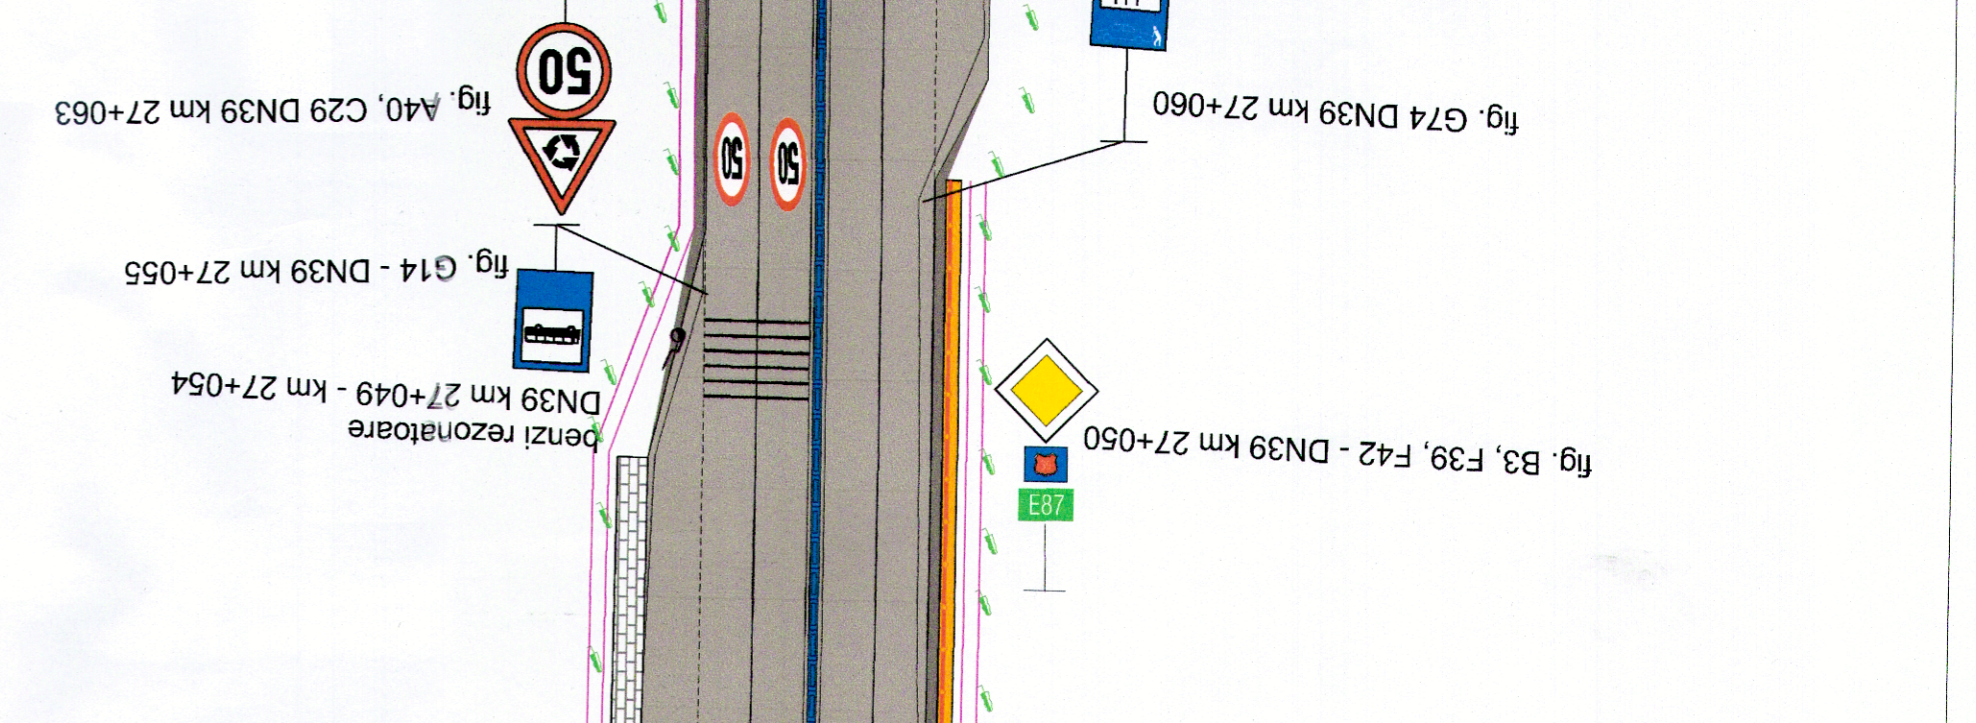 E87
fig. B3, F39, F42 - DN39 km 27+050
benzi rezonatoare
DN39 km 27+049 - km 27+054
fig. G14 - DN39 km 27+055
50
50
fig. G74 DN39 km 27+060
fig. A40, C29 DN39 km 27+063
50